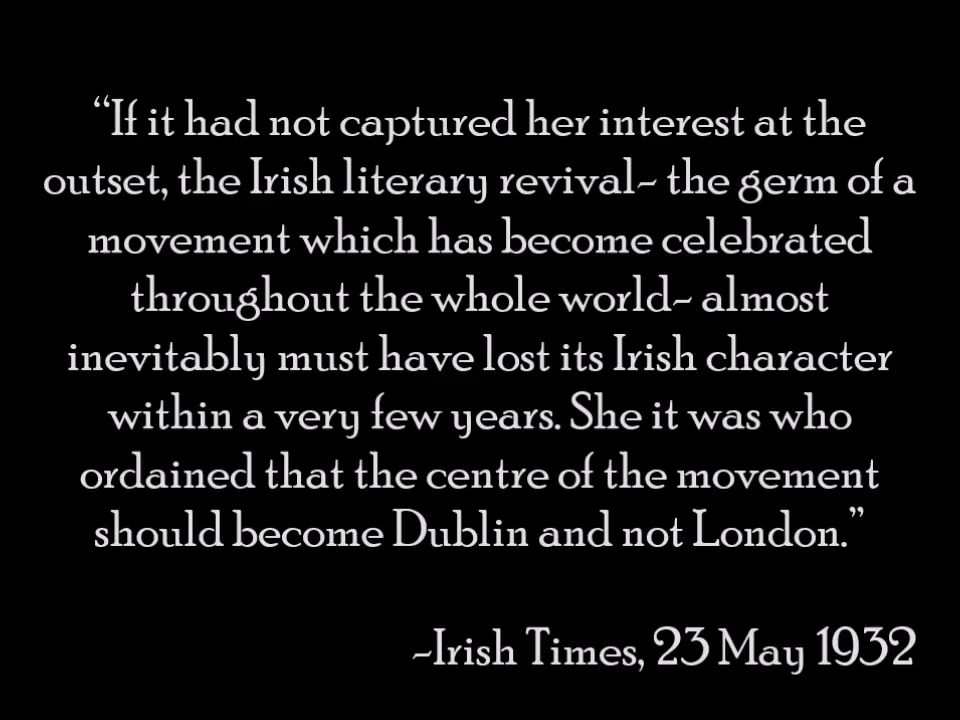 “If it had not captured her interest at the
outset, the Irish literary revival- the germ of a
movement which has become celebrated
throughout the whole world- almost
inevitably must have lost its Irish character
within a very few years. She it was who
ordained that the centre of the movement
should become Dublin and not London.”
-Irish Times, 23 May 1932